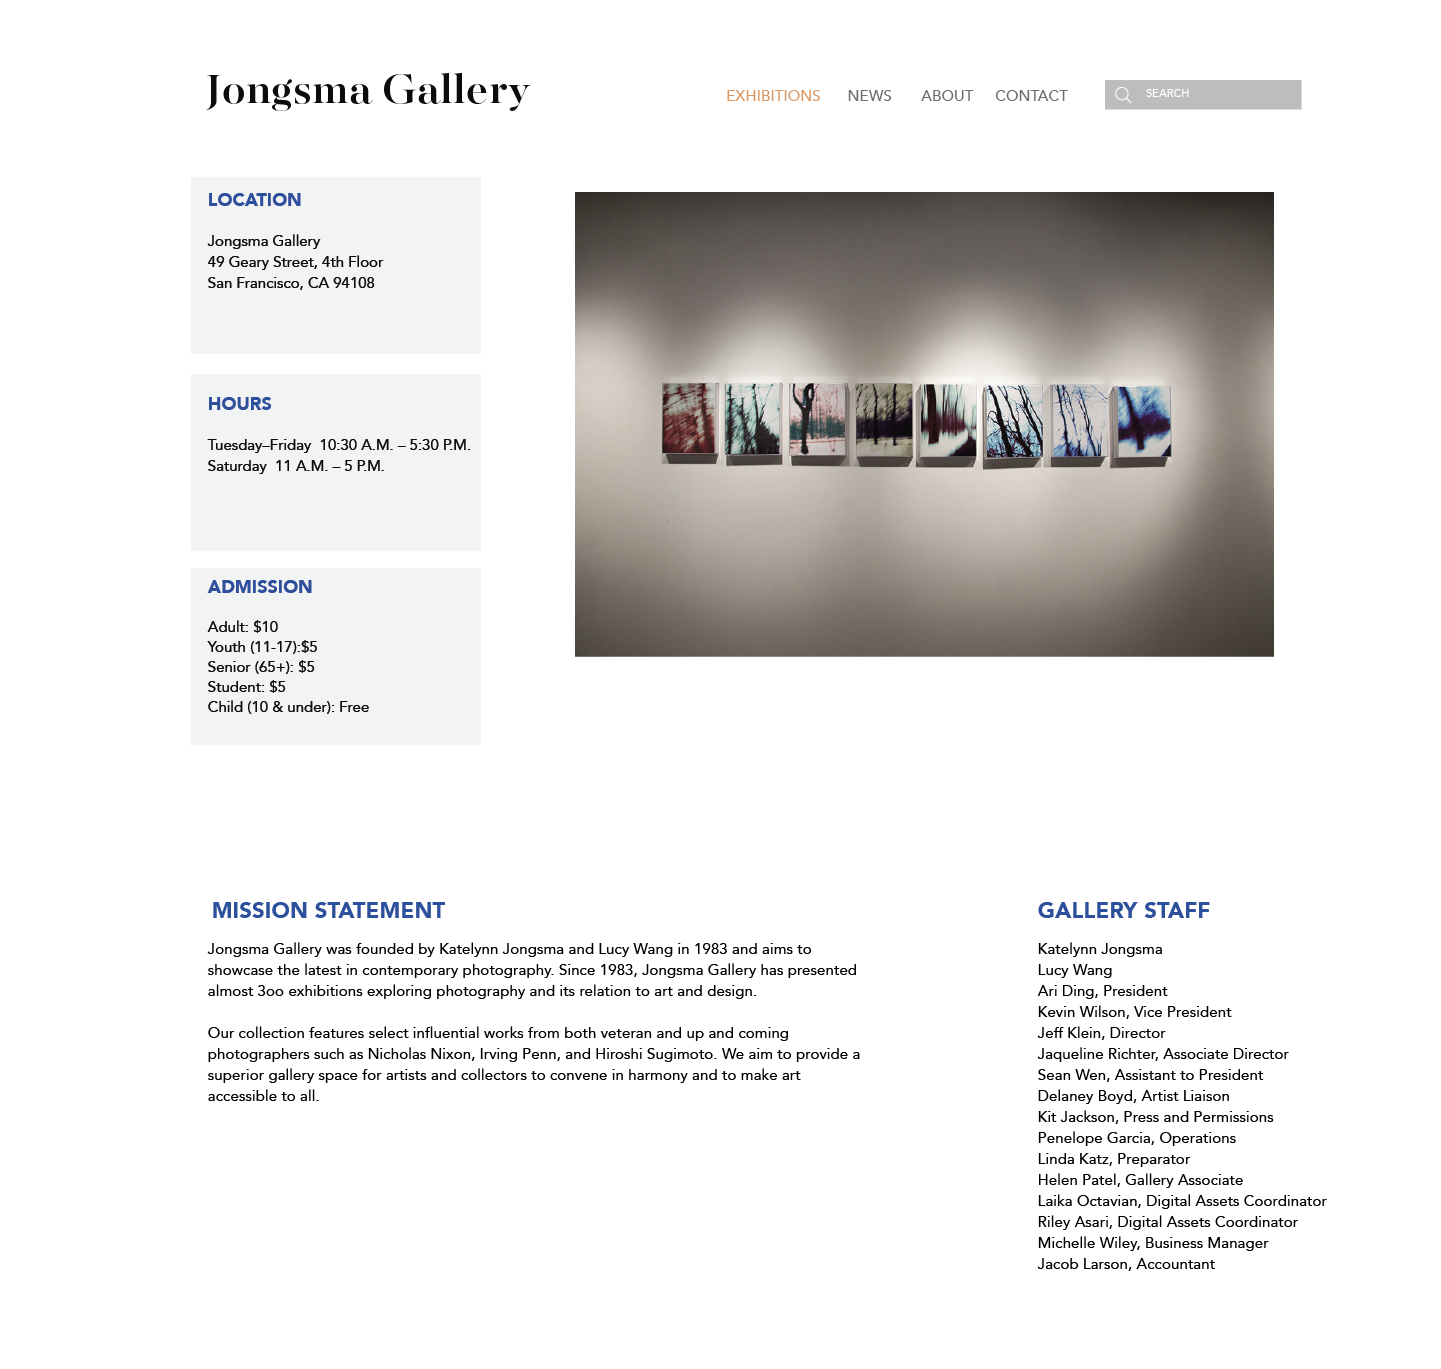 Jongsma Gallery
EXHIBITIONS NEWS ABOUT CONTACT SEARCH
LOCATION
Jongsma Gallery
49 Geary Street, 4th Floor
San Francisco, CA 94108
HOURS
Tuesday–Friday 10:30 A.M. – 5:30 P.M.
Saturday 11 A.M. – 5 P.M.
ADMISSION
Adult: $10
Youth (11-17):$5
Senior (65+): $5
Student: $5
Child (10 & under): Free
MISSION STATEMENT
Jongsma Gallery was founded by Katelynn Jongsma and Lucy Wang in 1983 and aims to
showcase the latest in contemporary photography. Since 1983, Jongsma Gallery has presented
almost 3oo exhibitions exploring photography and its relation to art and design.
Our collection features select influential works from both veteran and up and coming
photographers such as Nicholas Nixon, Irving Penn, and Hiroshi Sugimoto. We aim to provide a
superior gallery space for artists and collectors to convene in harmony and to make art
accessible to all.
GALLERY STAFF
Katelynn Jongsma
Lucy Wang
Ari Ding, President
Kevin Wilson, Vice President
Jeff Klein, Director
Jaqueline Richter, Associate Director
Sean Wen, Assistant to President
Delaney Boyd, Artist Liaison
Kit Jackson, Press and Permissions
Penelope Garcia, Operations
Linda Katz, Preparator
Helen Patel, Gallery Associate
Laika Octavian, Digital Assets Coordinator
Riley Asari, Digital Assets Coordinator
Michelle Wiley, Business Manager
Jacob Larson, Accountant